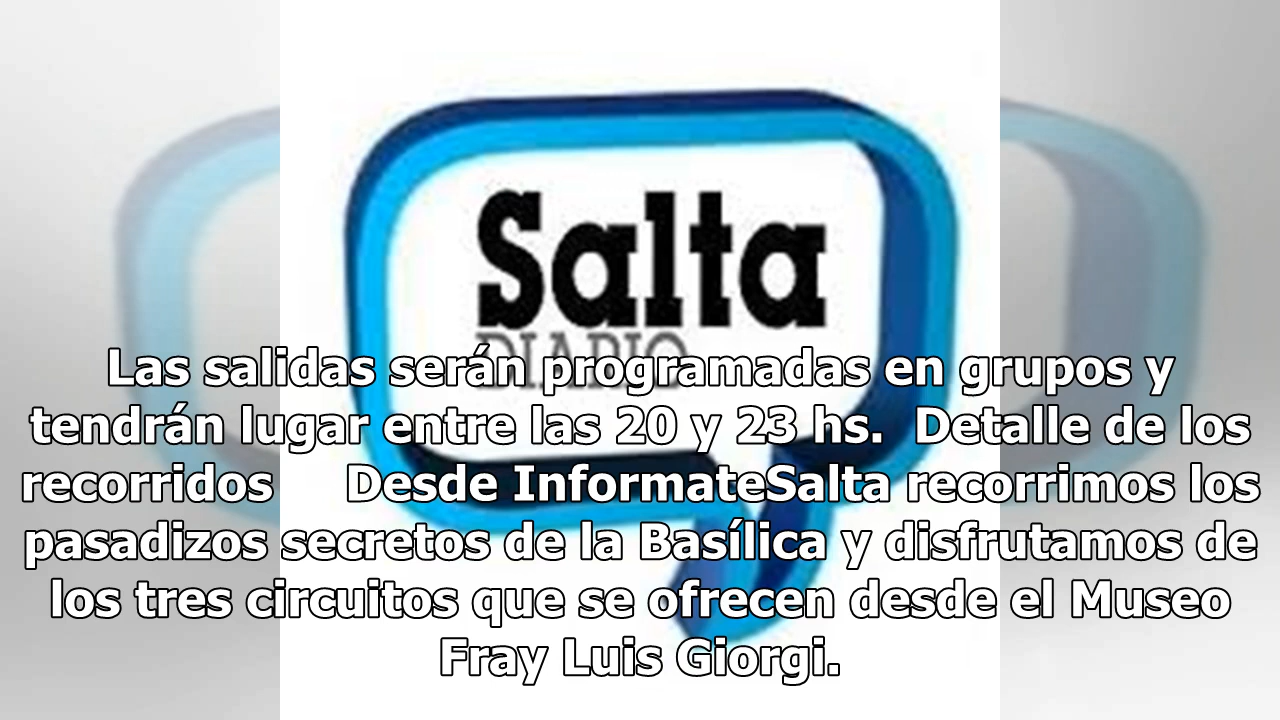 Salta
DIARIO
Las salidas serán programadas en grupos y
tendrán lugar entre las 20 y 23 hs.  Detalle de los
recorridos     Desde InformateSalta recorrimos los
pasadizos secretos de la Basílica y disfrutamos de
los tres circuitos que se ofrecen desde el Museo
Fray Luis Giorgi.